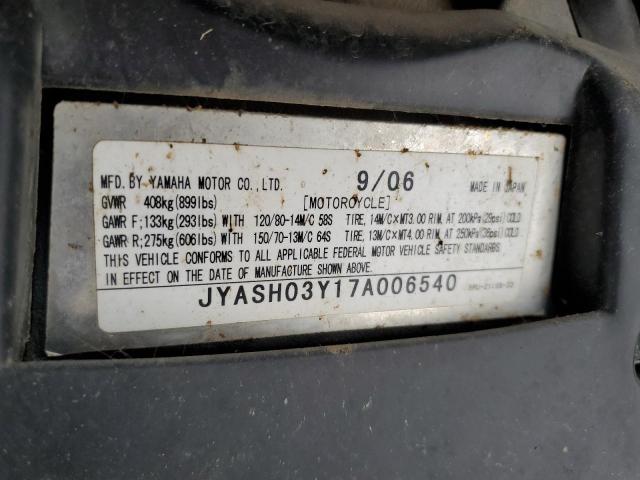 MFD. BY YAMAHA MOTOR CO., LTD. 9/06 MADE IN JAPAN
GVWR 408kg(899lbs) [MOTORCYCLE]
GAWR F;133kg(293lbs) WITH 120/80-14M/C 58S TIRE, 14M/C×MT3.00 RIM, AT 200kPa(29psi)COLD
GAWR R;275kg(606lbs) WITH 150/70-13M/C 64S TIRE, 13M/C×MT4.00 RIM, AT 250kPa(36psi)COLD
THIS VEHICLE CONFORMS TO ALL APPLICABLE FEDERAL MOTOR VEHICLE SAFETY STANDARDS
IN EFFECT ON THE DATE OF MANUFACTURE SHOWN ABOVE.
JYASH03Y17A006540